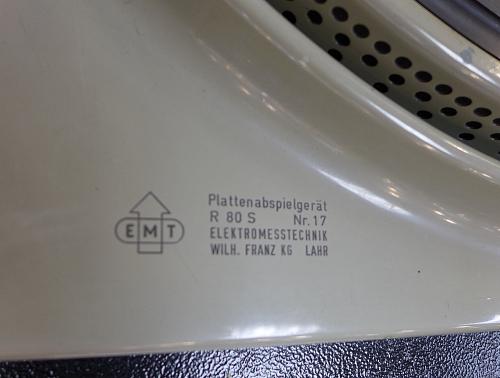 EMT
Plattenabspielgerät
R 80 S Nr. 17
ELEKTROMESSTECHNIK
WILH. FRANZ KG LAHR